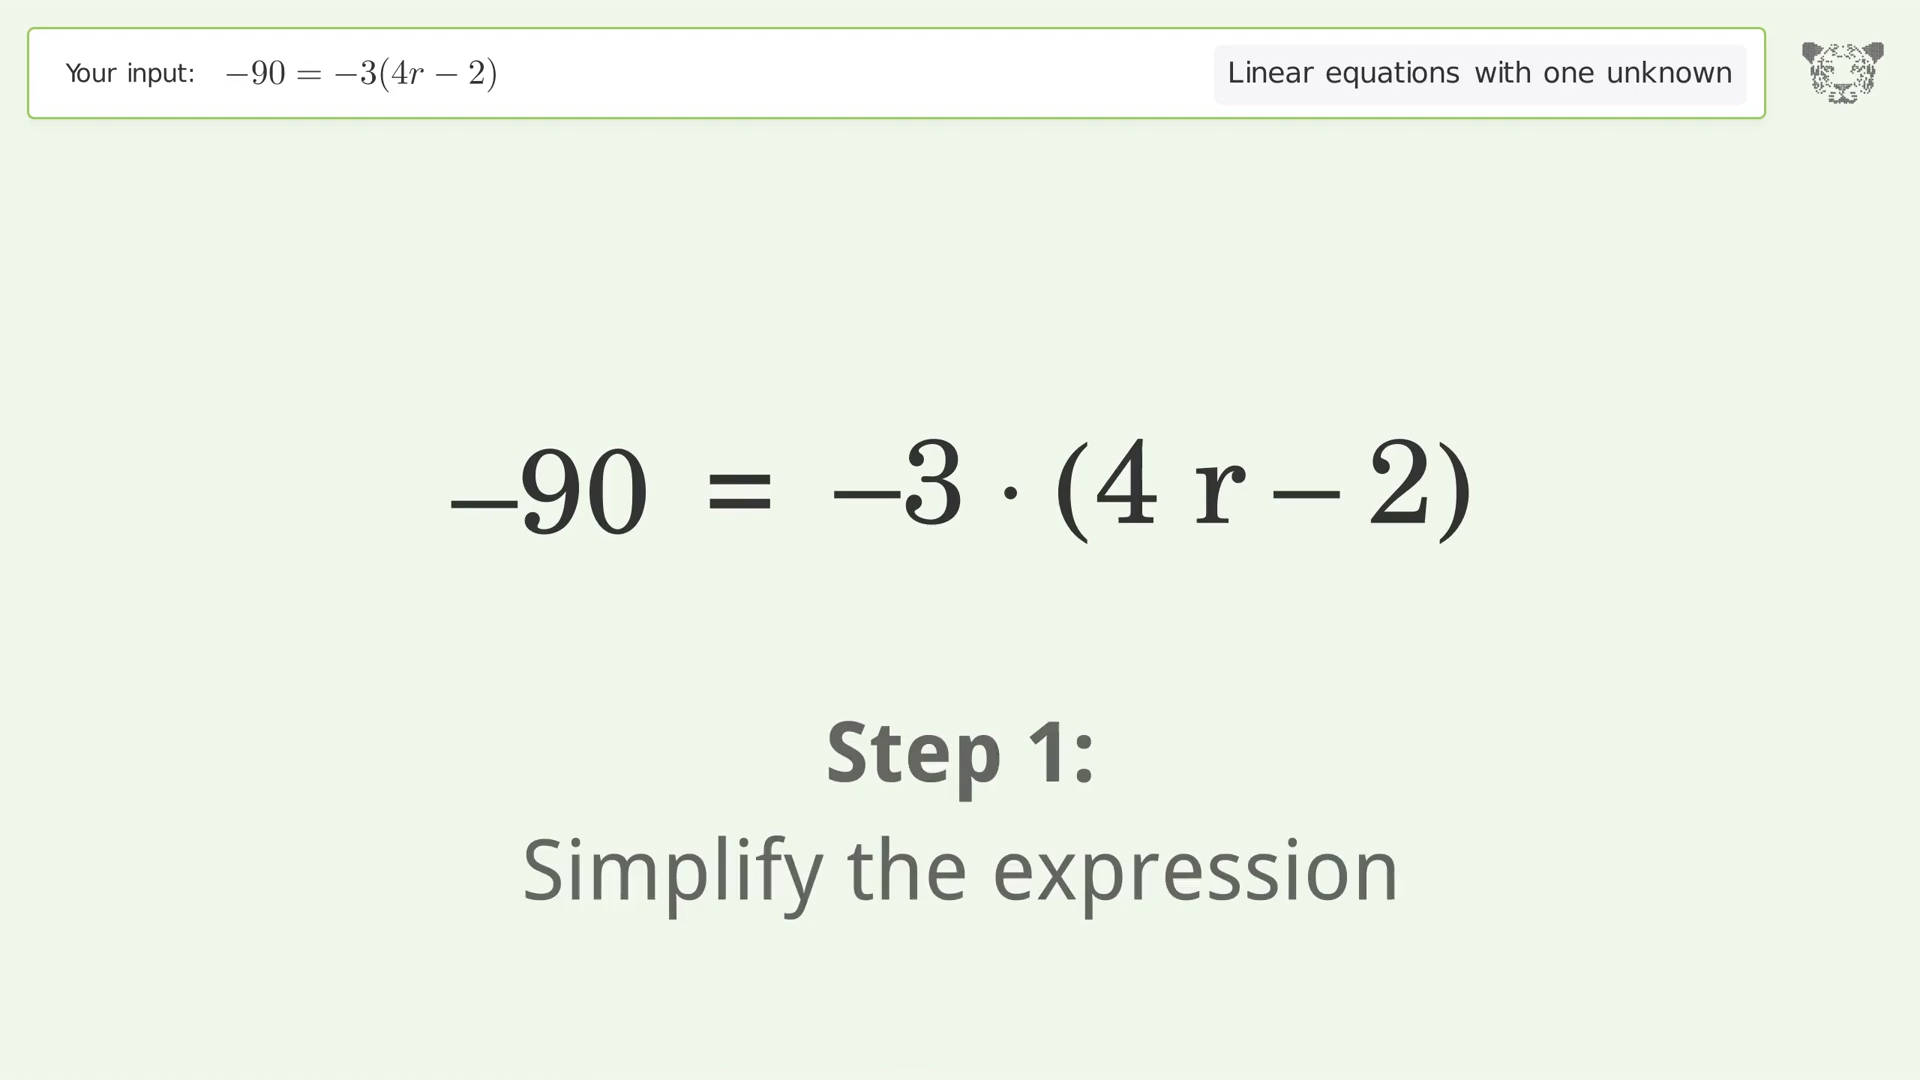 Your input: −90 = −3(4r − 2)
Linear equations with one unknown
−90 = −3 · (4 r − 2)
Step 1:
Simplify the expression